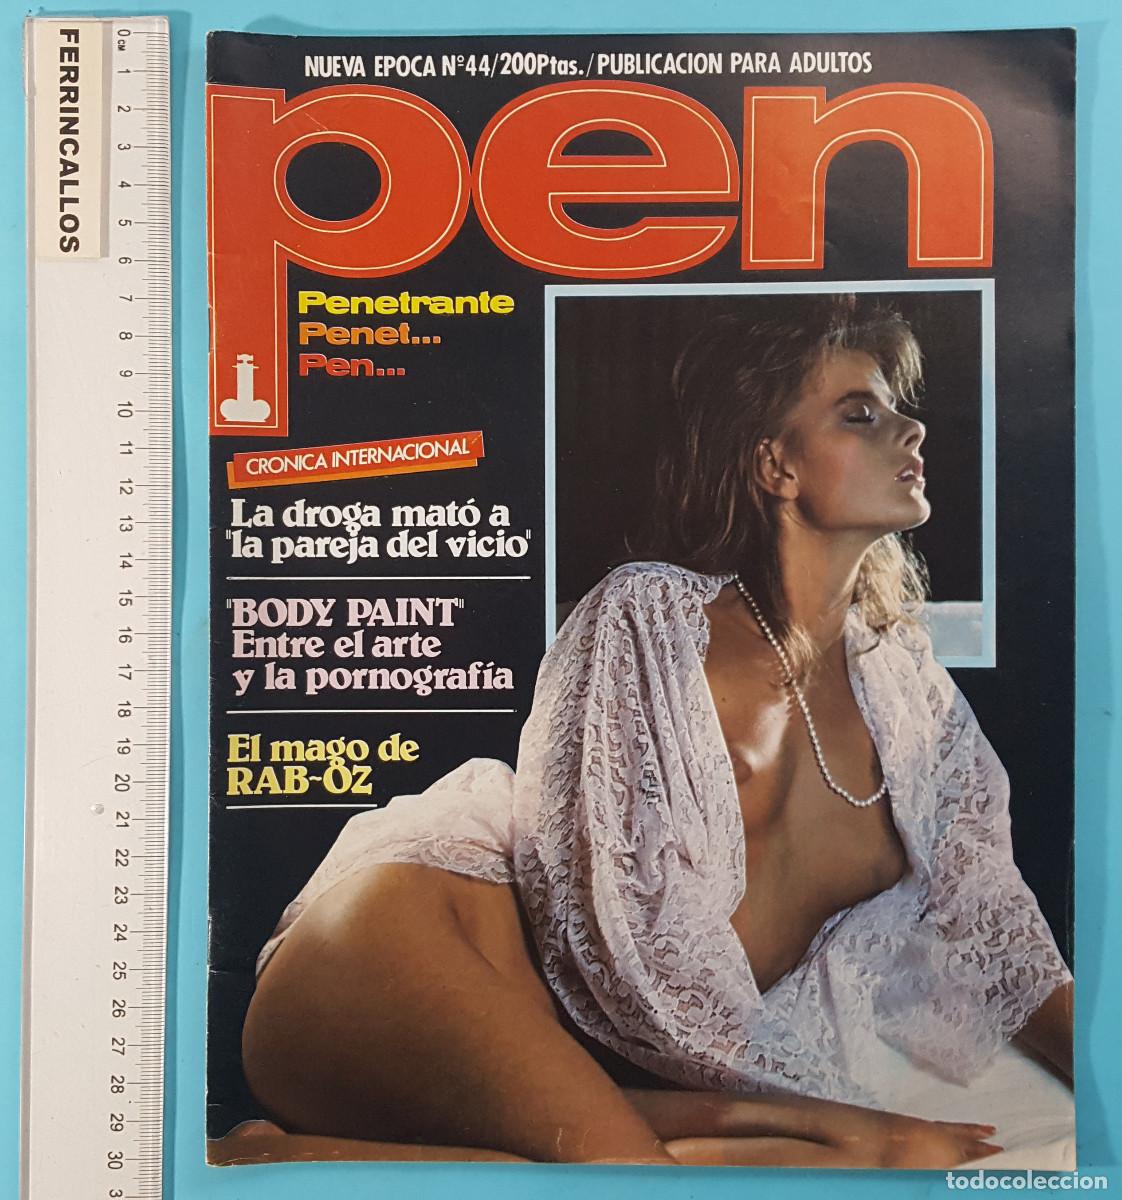 FERRINCALLOS
0 CM
1
2
3
4
5
6
7
8
9
10
11
12
13
14
15
16
17
18
19
20
21
22
23
24
25
26
27
28
29
30
NUEVA EPOCA Nº44/200Ptas./PUBLICACION PARA ADULTOS
pen
Penetrante
Penet...
Pen...
CRONICA INTERNACIONAL
La droga mató a
"la pareja del vicio"
"BODY PAINT"
Entre el arte
y la pornografía
El mago de
RAB-OZ
todocoleccion